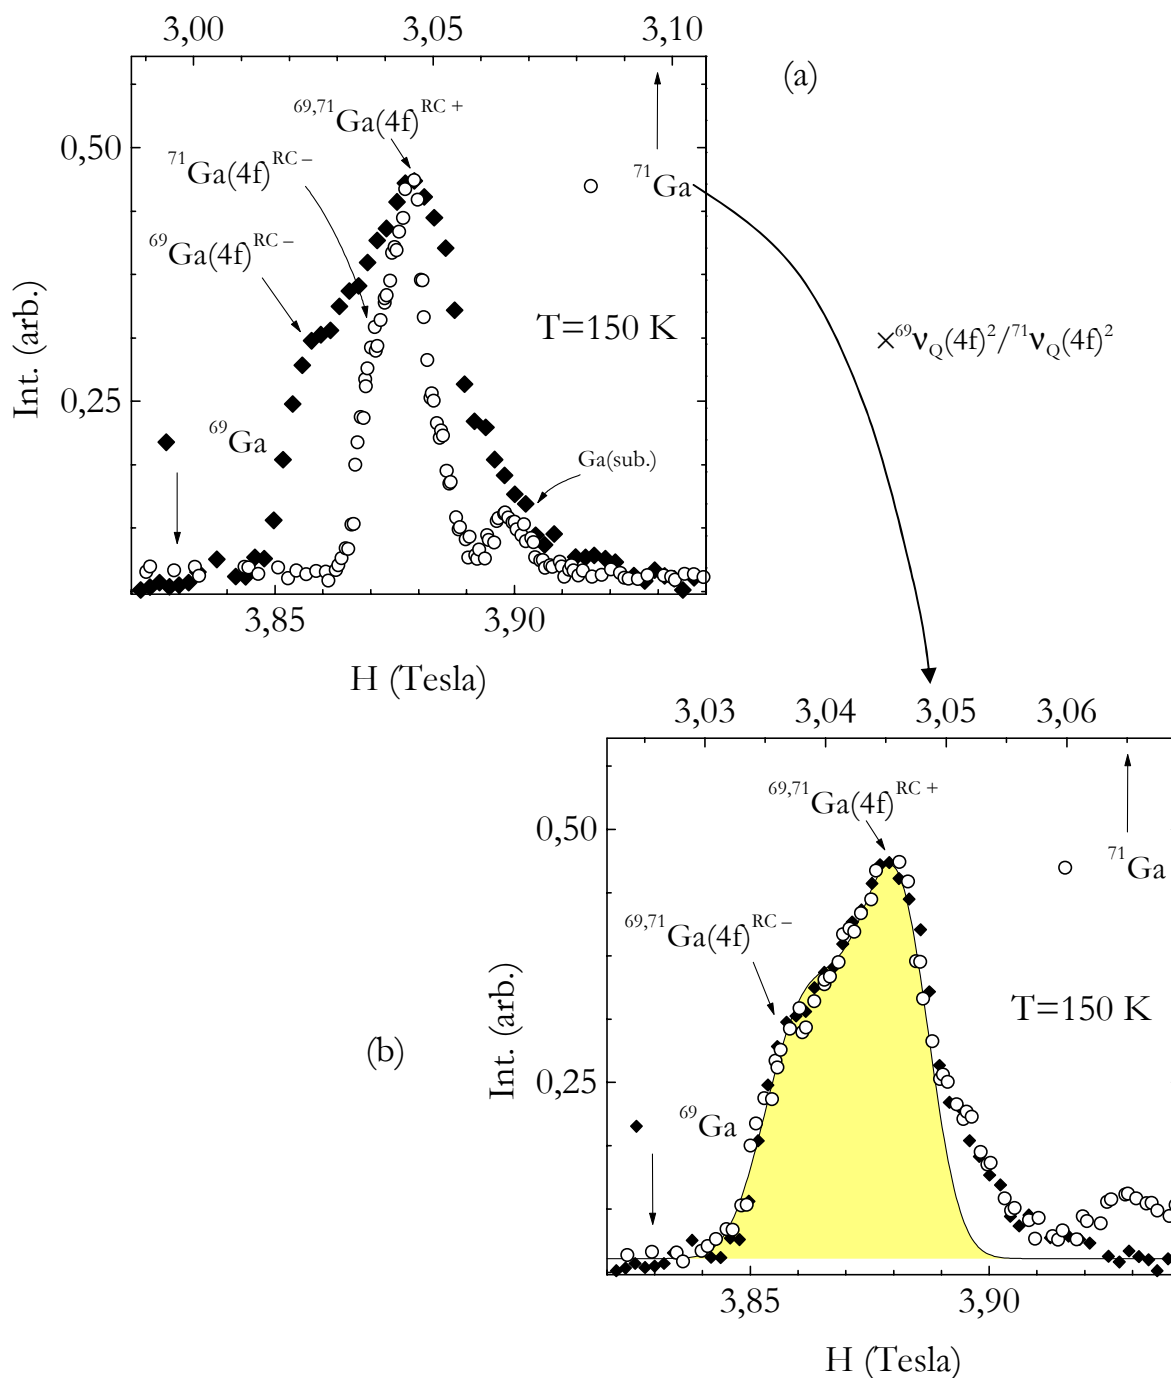 3,00 3,05 3,10
(a)
69,71Ga(4f)RC +
0,50
71Ga(4f)RC −
71Ga
69Ga(4f)RC −
T=150 K
×69νQ(4f)2/71νQ(4f)2
Int. (arb.)
0,25
69Ga
Ga(sub.)
3,85 3,90
H (Tesla)
3,03 3,04 3,05 3,06
69,71Ga(4f)RC +
0,50
71Ga
69,71Ga(4f)RC −
T=150 K
(b)
Int. (arb.)
0,25
69Ga
3,85 3,90
H (Tesla)